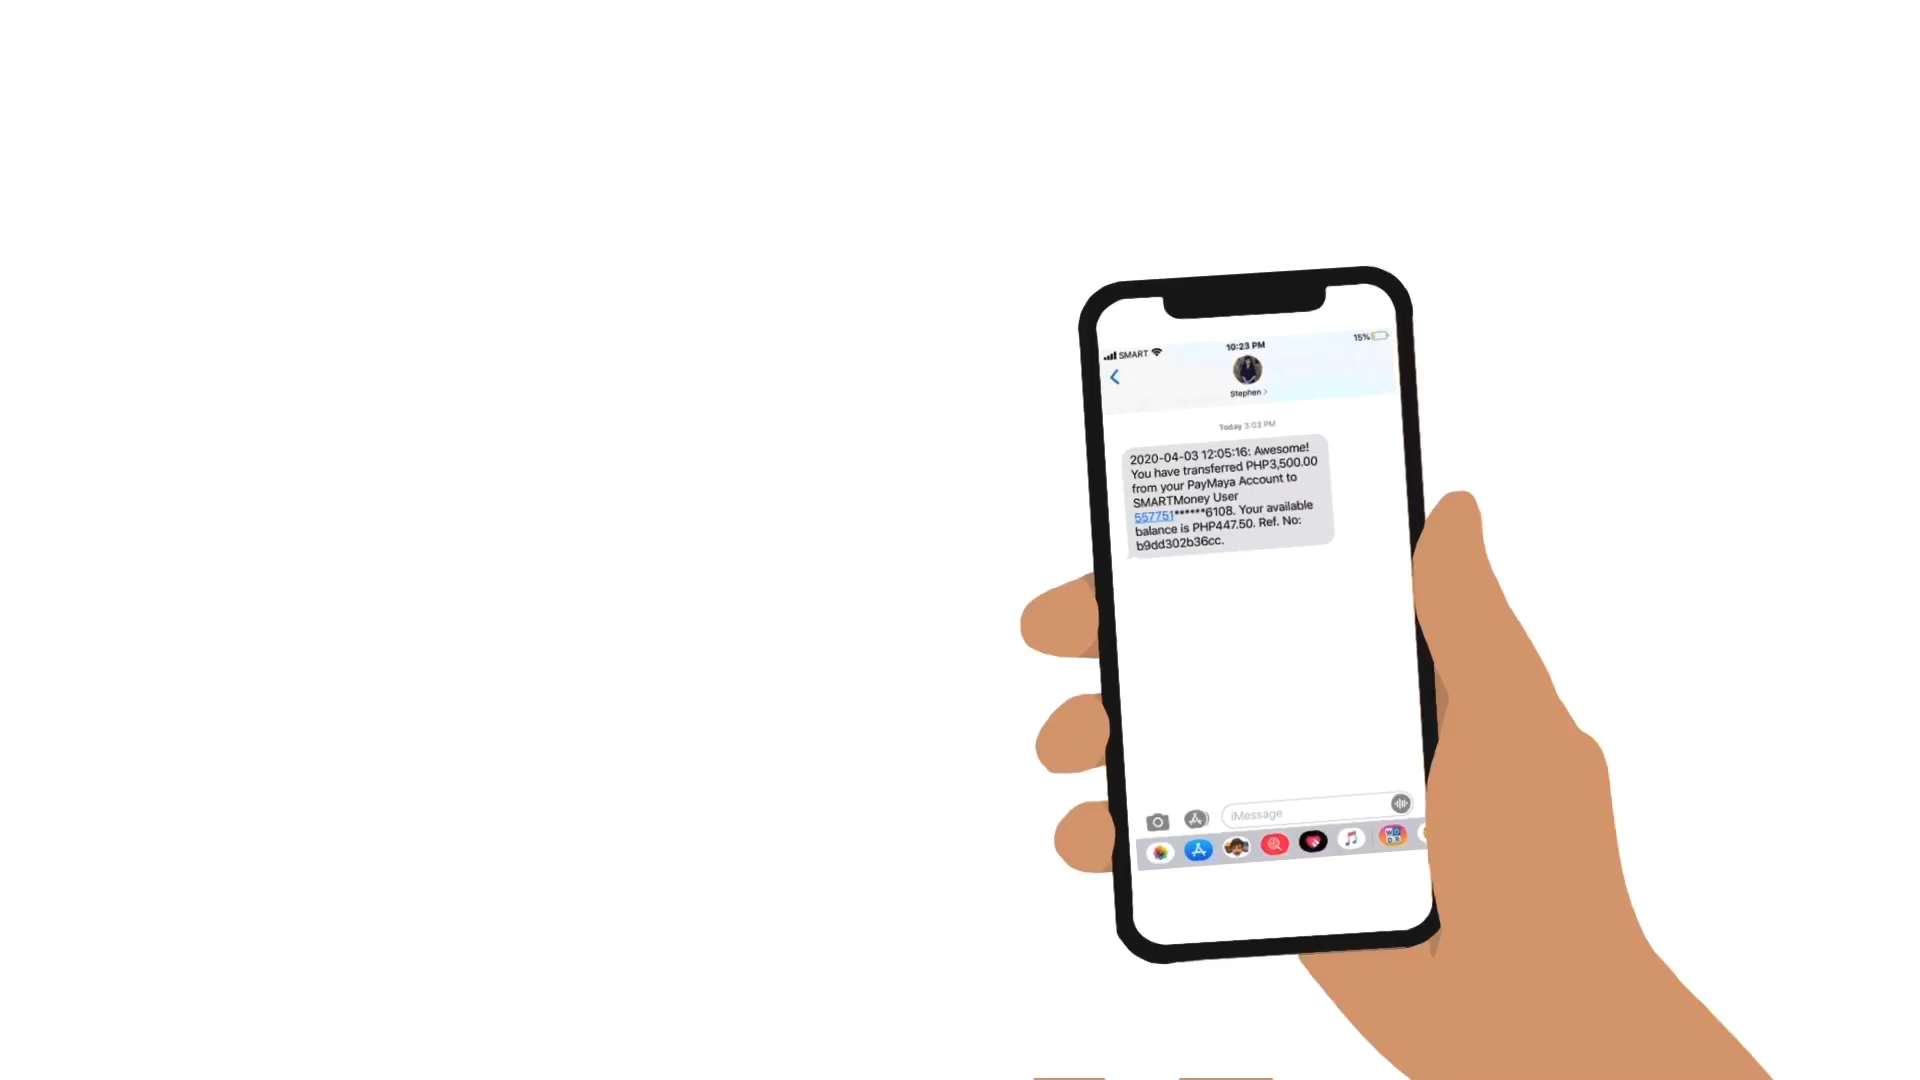 SMART
10:23 PM
15%
Stephen
Today 3:03 PM
2020-04-03 12:05:16: Awesome!
You have transferred PHP3,500.00
from your PayMaya Account to
SMARTMoney User
557751******6108. Your available
balance is PHP447.50. Ref. No:
b9dd302b36cc.
iMessage